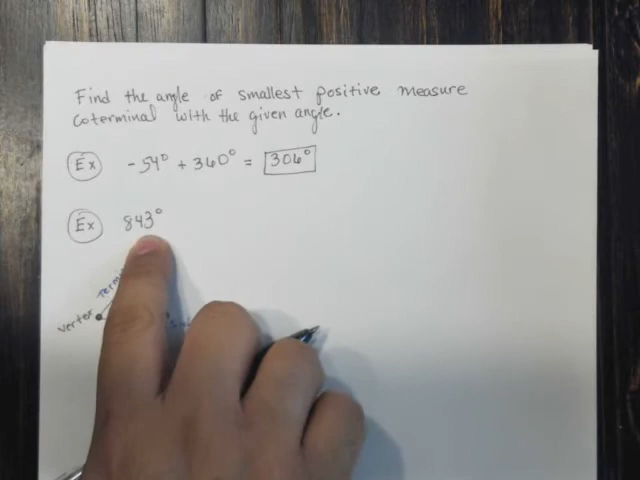 Find the angle of smallest positive measure
coterminal with the given angle.
Ex -54° + 360° = 306°
Ex 843°
vertex